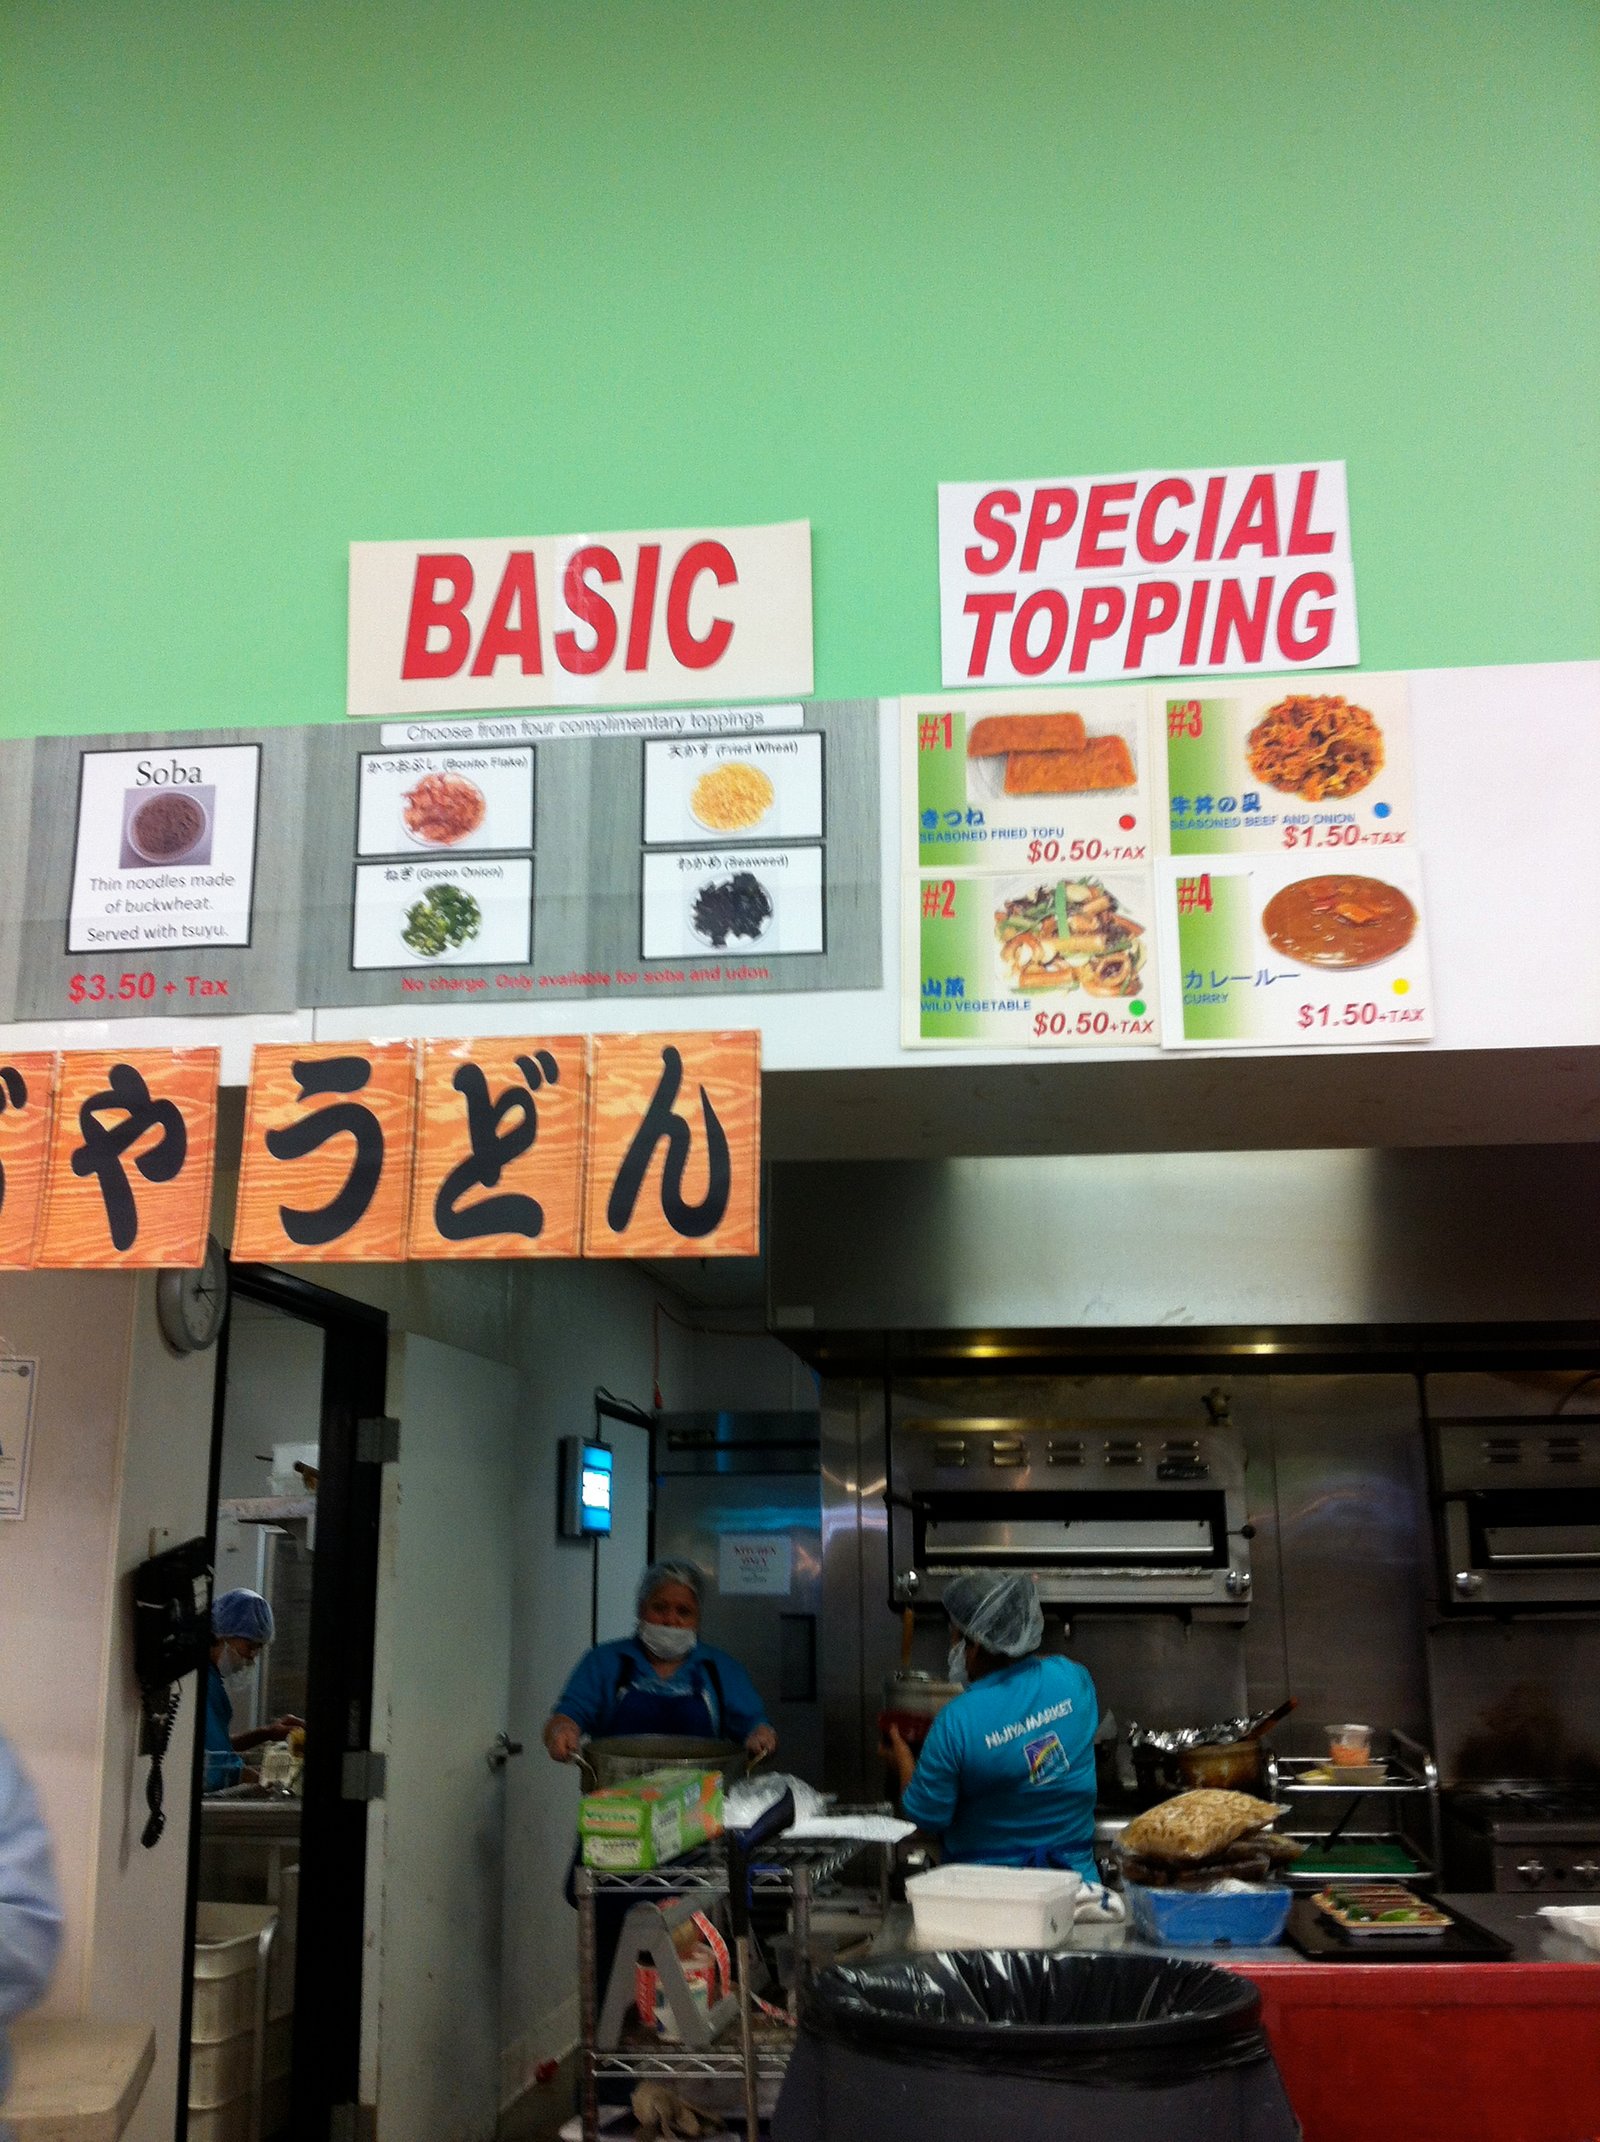 BASIC
SPECIAL
TOPPING
Choose from four complimentary toppings
Soba
Thin noodles made
of buckwheat.
Served with tsuyu.
$3.50 + Tax
かつおぶし (Bonito Flake)
天かす (Fried Wheat)
ねぎ (Green Onion)
わかめ (Seaweed)
No charge. Only available for soba and udon.
#1
きつね
SEASONED FRIED TOFU
$0.50+TAX
#3
牛丼の具
SEASONED BEEF AND ONION
$1.50+TAX
#2
山菜
WILD VEGETABLE
$0.50+TAX
#4
カレールー
CURRY
$1.50+TAX
やうどん
KITCHEN
ONLY
NIJIYA MARKET